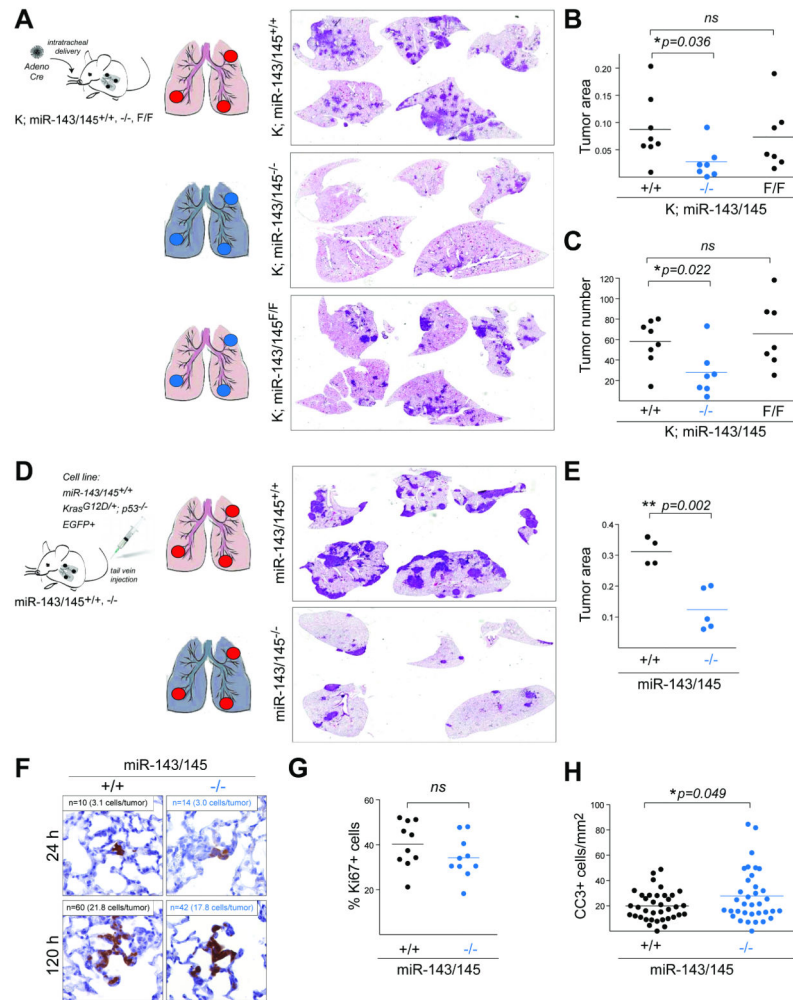 A
intratracheal
delivery
Adeno
Cre
K; miR-143/145+/+, -/-, F/F
K; miR-143/145+/+
K; miR-143/145-/-
K; miR-143/145F/F
B
ns
*p=0.036
Tumor area
0.20
0.15
0.10
0.05
+/+ -/- F/F
K; miR-143/145
C
ns
*p=0.022
Tumor number
120
100
80
60
40
20
+/+ -/- F/F
K; miR-143/145
D
Cell line:
miR-143/145+/+
KrasG12D/+; p53-/-
EGFP+
tail vein
injection
miR-143/145+/+, -/-
miR-143/145+/+
miR-143/145-/-
E
** p=0.002
Tumor area
0.4
0.3
0.2
0.1
+/+ -/-
miR-143/145
F
miR-143/145
+/+ -/-
24 h
n=10 (3.1 cells/tumor)
n=14 (3.0 cells/tumor)
120 h
n=60 (21.8 cells/tumor)
n=42 (17.8 cells/tumor)
G
ns
% Ki67+ cells
60
40
20
+/+ -/-
miR-143/145
H
*p=0.049
CC3+ cells/mm2
100
80
60
40
20
+/+ -/-
miR-143/145